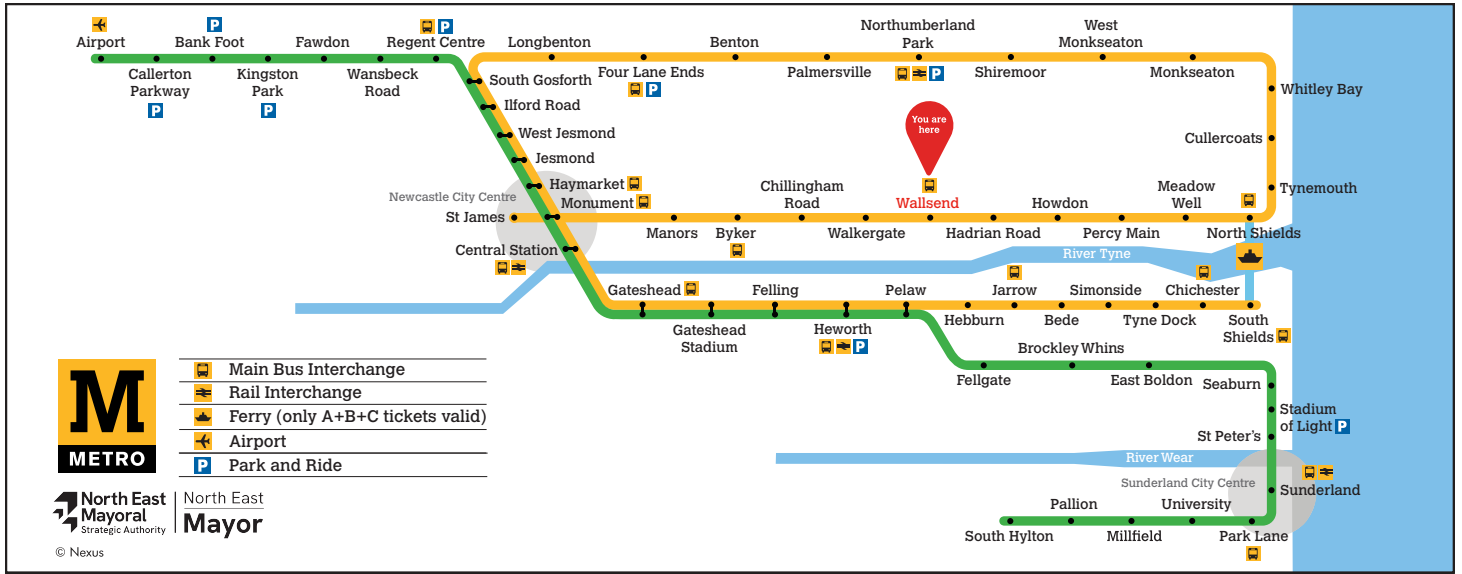 Airport
Callerton
Parkway
P
Bank Foot
P
Kingston
Park
P
Fawdon
Wansbeck
Road
Regent Centre
P
South Gosforth
Ilford Road
West Jesmond
Jesmond
Haymarket
Monument
Newcastle City Centre
St James
Central Station
Longbenton
Four Lane Ends
P
Benton
Palmersville
Northumberland
Park
P
Shiremoor
West
Monkseaton
Monkseaton
Whitley Bay
Cullercoats
Tynemouth
You are
here
Manors
Byker
Chillingham
Road
Walkergate
Wallsend
Hadrian Road
Howdon
Percy Main
Meadow
Well
North Shields
River Tyne
Gateshead
Gateshead
Stadium
Felling
Heworth
P
Pelaw
Hebburn
Jarrow
Bede
Simonside
Tyne Dock
Chichester
South
Shields
Fellgate
Brockley Whins
East Boldon
Seaburn
Stadium
of Light P
St Peter's
River Wear
Sunderland City Centre
Sunderland
Park Lane
University
Millfield
Pallion
South Hylton
M
METRO
Main Bus Interchange
Rail Interchange
Ferry (only A+B+C tickets valid)
Airport
P Park and Ride
North East
Mayoral
Strategic Authority
North East
Mayor
© Nexus